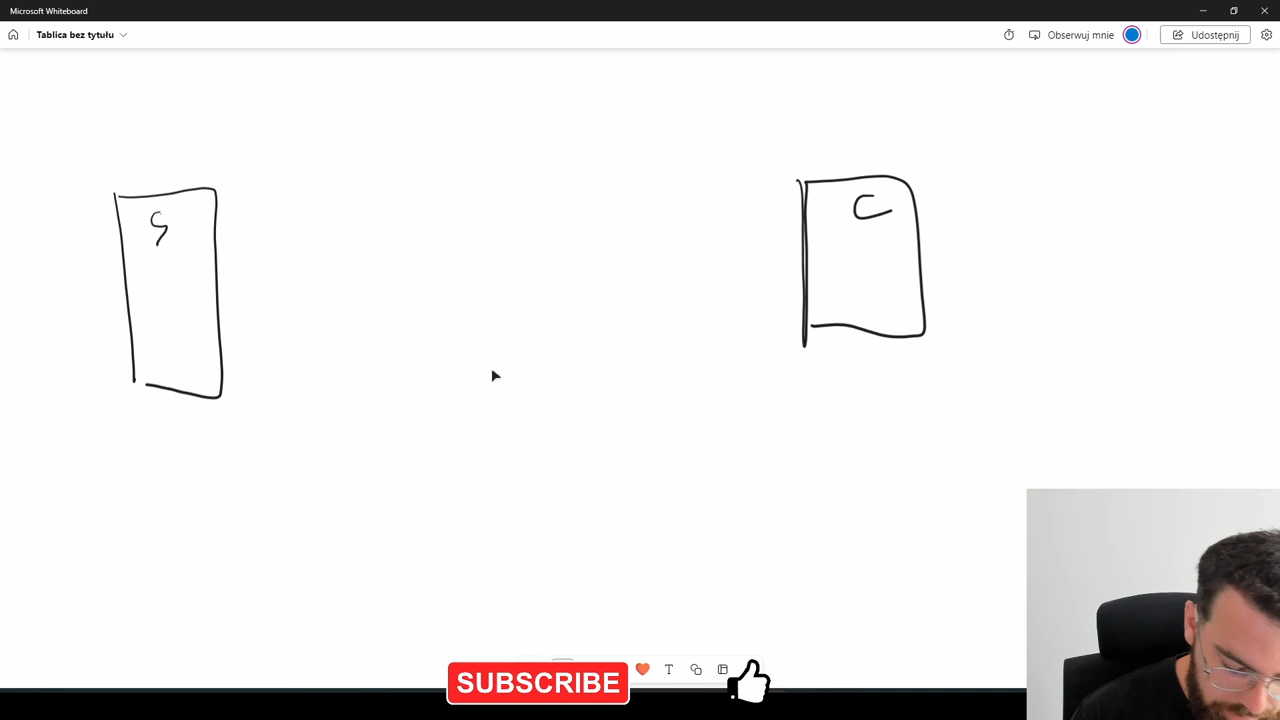 Microsoft Whiteboard
Tablica bez tytułu
Obserwuj mnie
Udostępnij
S
C
T
SUBSCRIBE